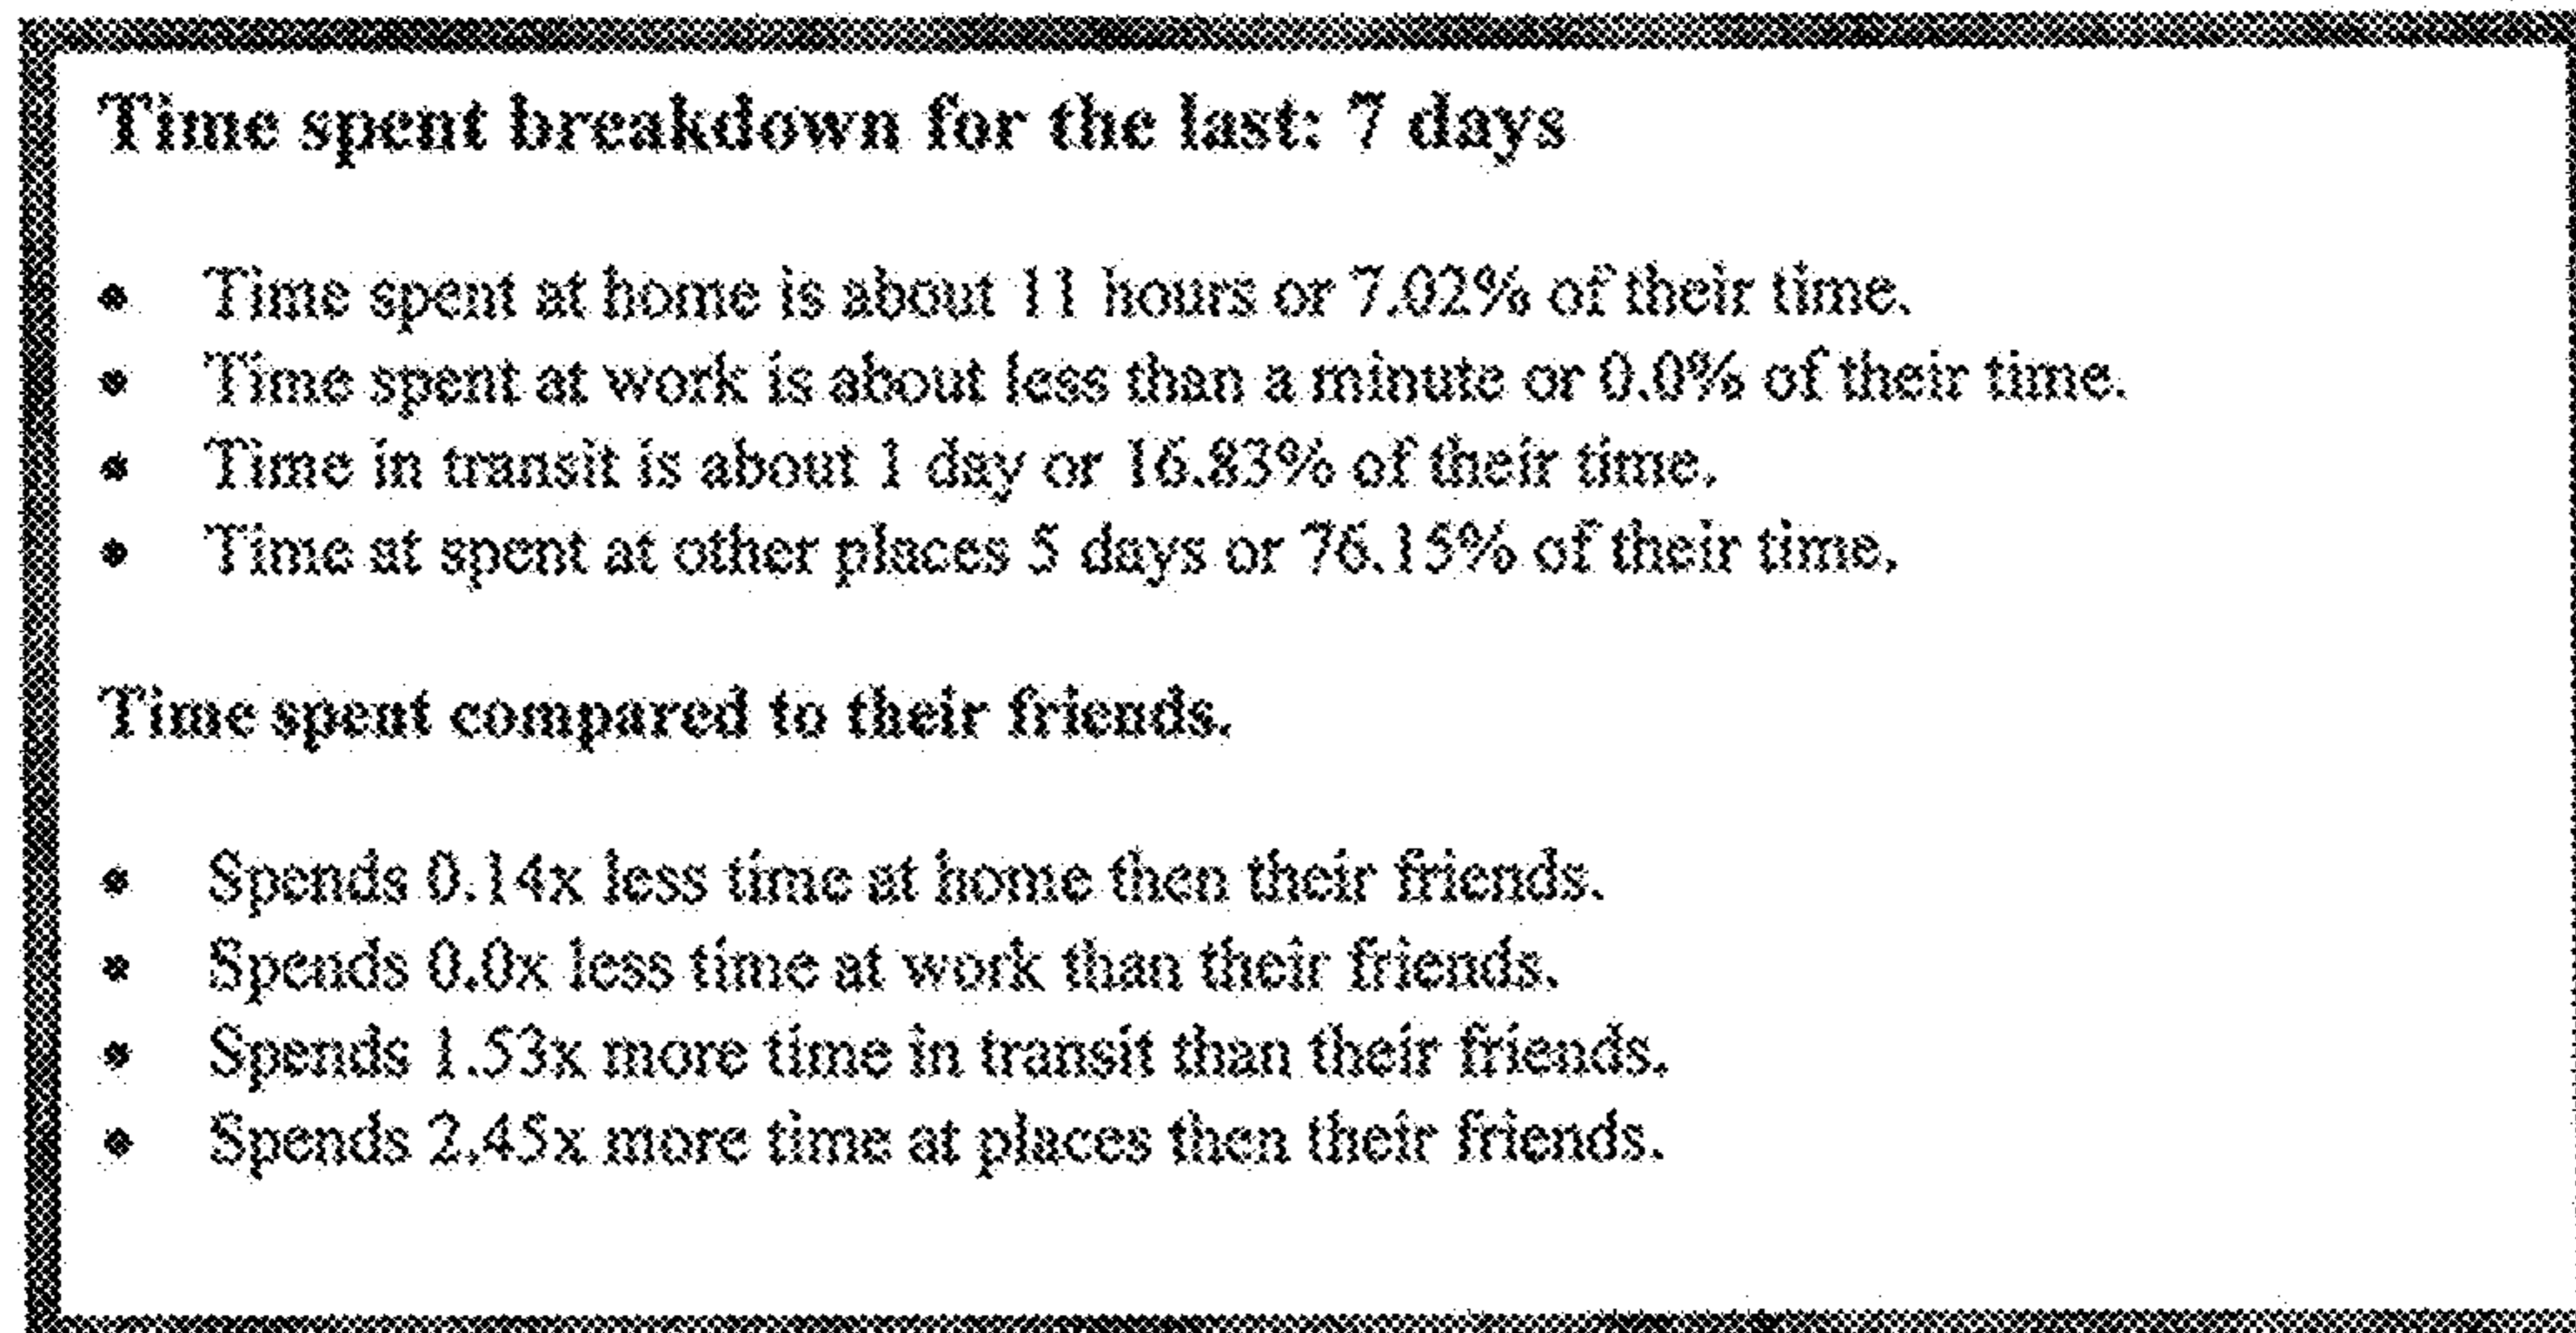 Time spent breakdown for the last: 7 days
• Time spent at home is about 11 hours or 7.02% of their time.
• Time spent at work is about less than a minute or 0.0% of their time.
• Time in transit is about 1 day or 16.83% of their time.
• Time at spent at other places 5 days or 76.15% of their time.
Time spent compared to their friends.
• Spends 0.14x less time at home then their friends.
• Spends 0.0x less time at work than their friends.
• Spends 1.53x more time in transit than their friends.
• Spends 2.45x more time at places then their friends.